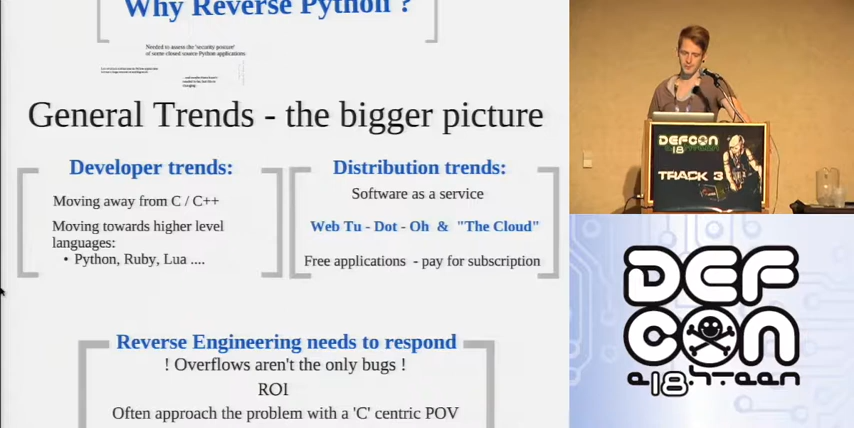 Why Reverse Python ?
Needed to assess the 'security posture'
of some closed source Python applications
General Trends - the bigger picture
Developer trends:
Moving away from C / C++
Moving towards higher level
languages:
• Python, Ruby, Lua ....
Distribution trends:
Software as a service
Web Tu - Dot - Oh & "The Cloud"
Free applications - pay for subscription
Reverse Engineering needs to respond
! Overflows aren't the only bugs !
ROI
Often approach the problem with a 'C' centric POV
DEFCON
18
TRACK 3
DEF
CON
e18hteen